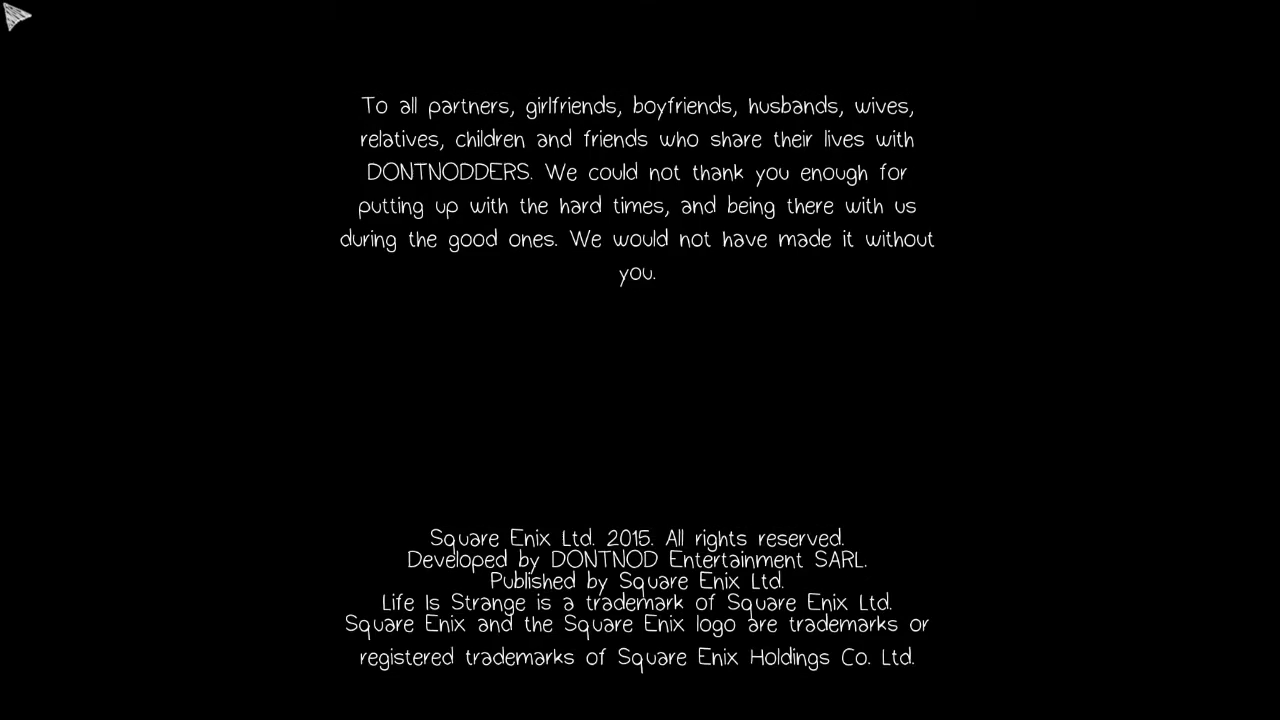 To all partners, girlfriends, boyfriends, husbands, wives,
relatives, children and friends who share their lives with
DONTNODDERS. We could not thank you enough for
putting up with the hard times, and being there with us
during the good ones. We would not have made it without
you.
Square Enix Ltd. 2015. All rights reserved.
Developed by DONTNOD Entertainment SARL.
Published by Square Enix Ltd.
Life Is Strange is a trademark of Square Enix Ltd.
Square Enix and the Square Enix logo are trademarks or
registered trademarks of Square Enix Holdings Co. Ltd.